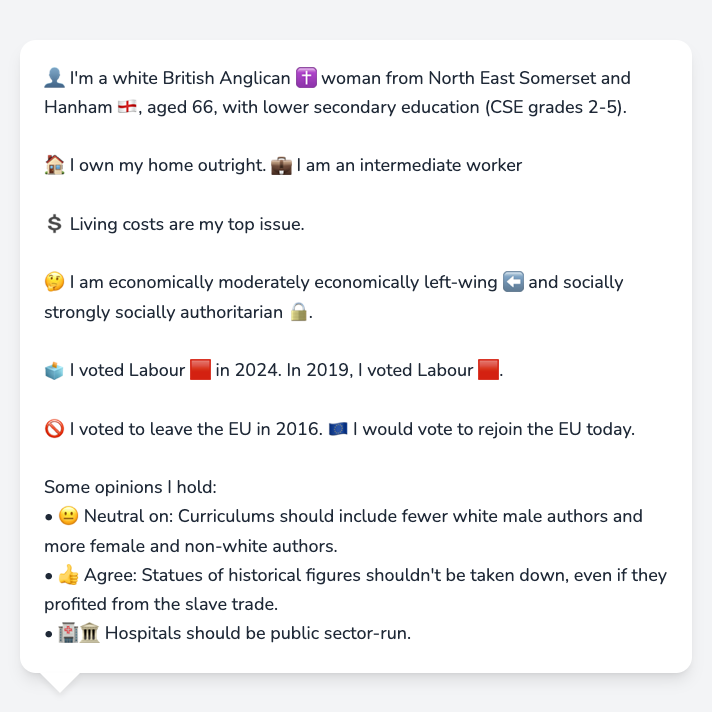 👤 I'm a white British Anglican ✝️ woman from North East Somerset and
Hanham 🏴󠁧󠁢󠁥󠁮󠁧󠁿, aged 66, with lower secondary education (CSE grades 2-5).
🏠 I own my home outright. 💼 I am an intermediate worker
💲 Living costs are my top issue.
🤔 I am economically moderately economically left-wing ⬅️ and socially
strongly socially authoritarian 🔒.
🗳️ I voted Labour 🟥 in 2024. In 2019, I voted Labour 🟥.
🚫 I voted to leave the EU in 2016. 🇪🇺 I would vote to rejoin the EU today.
Some opinions I hold:
• 😐 Neutral on: Curriculums should include fewer white male authors and
more female and non-white authors.
• 👍 Agree: Statues of historical figures shouldn't be taken down, even if they
profited from the slave trade.
• 🏥🏛️ Hospitals should be public sector-run.